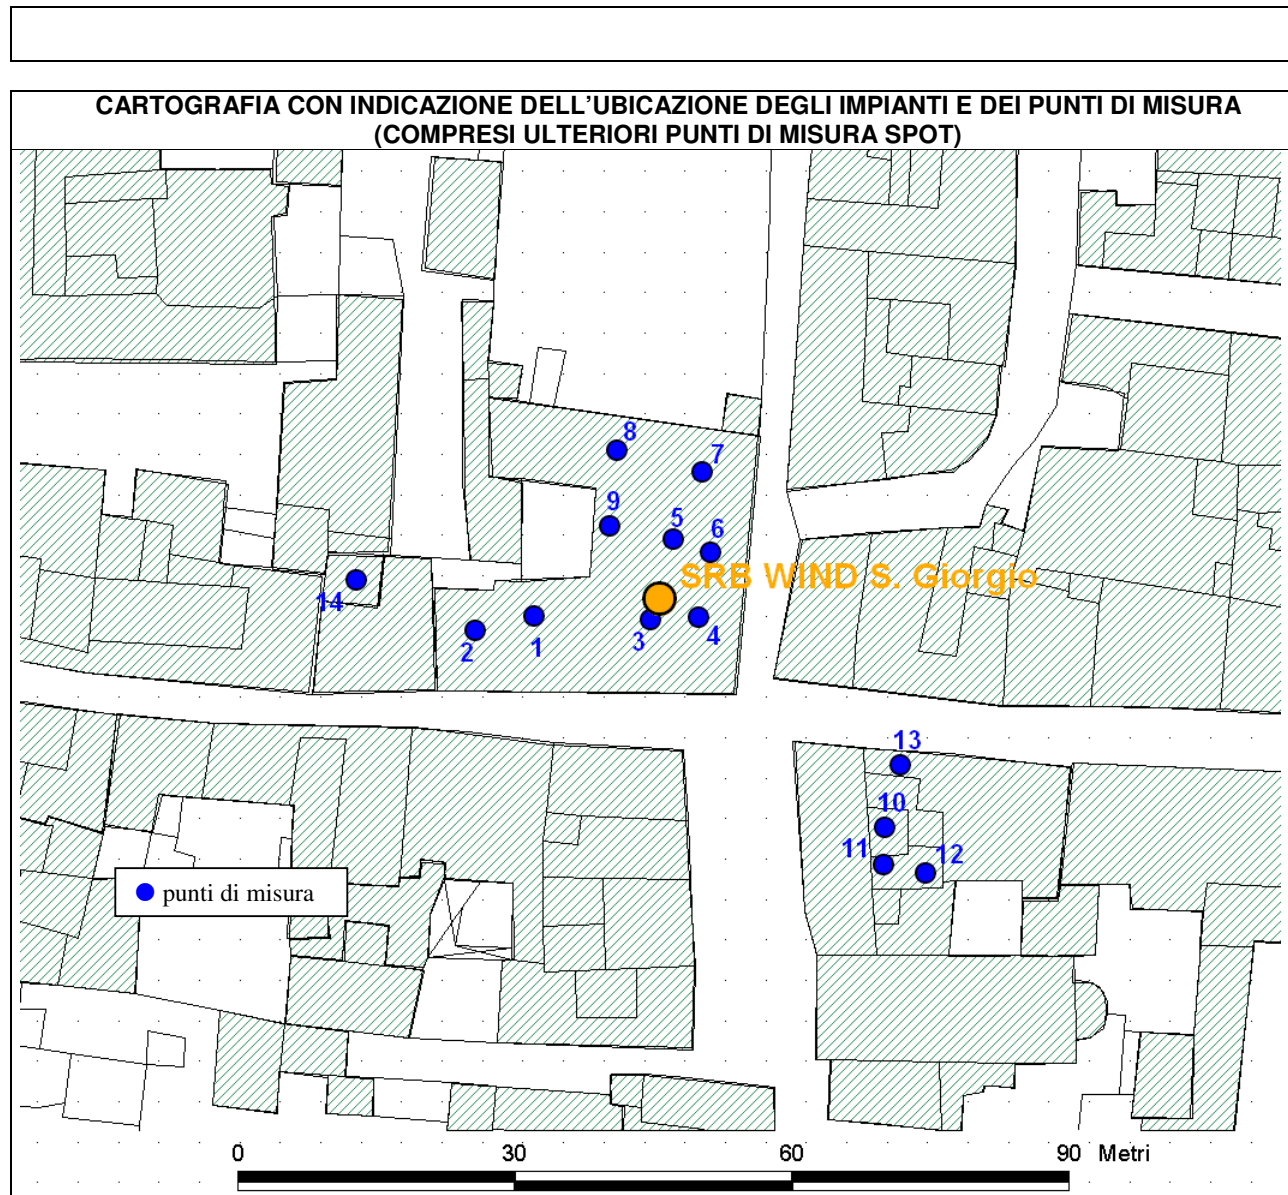 CARTOGRAFIA CON INDICAZIONE DELL'UBICAZIONE DEGLI IMPIANTI E DEI PUNTI DI MISURA
(COMPRESI ULTERIORI PUNTI DI MISURA SPOT)
8
7
9
5
6
SRB WIND S. Giorgio
14
2
1
3
4
13
10
11
12
punti di misura
0 30 60 90 Metri